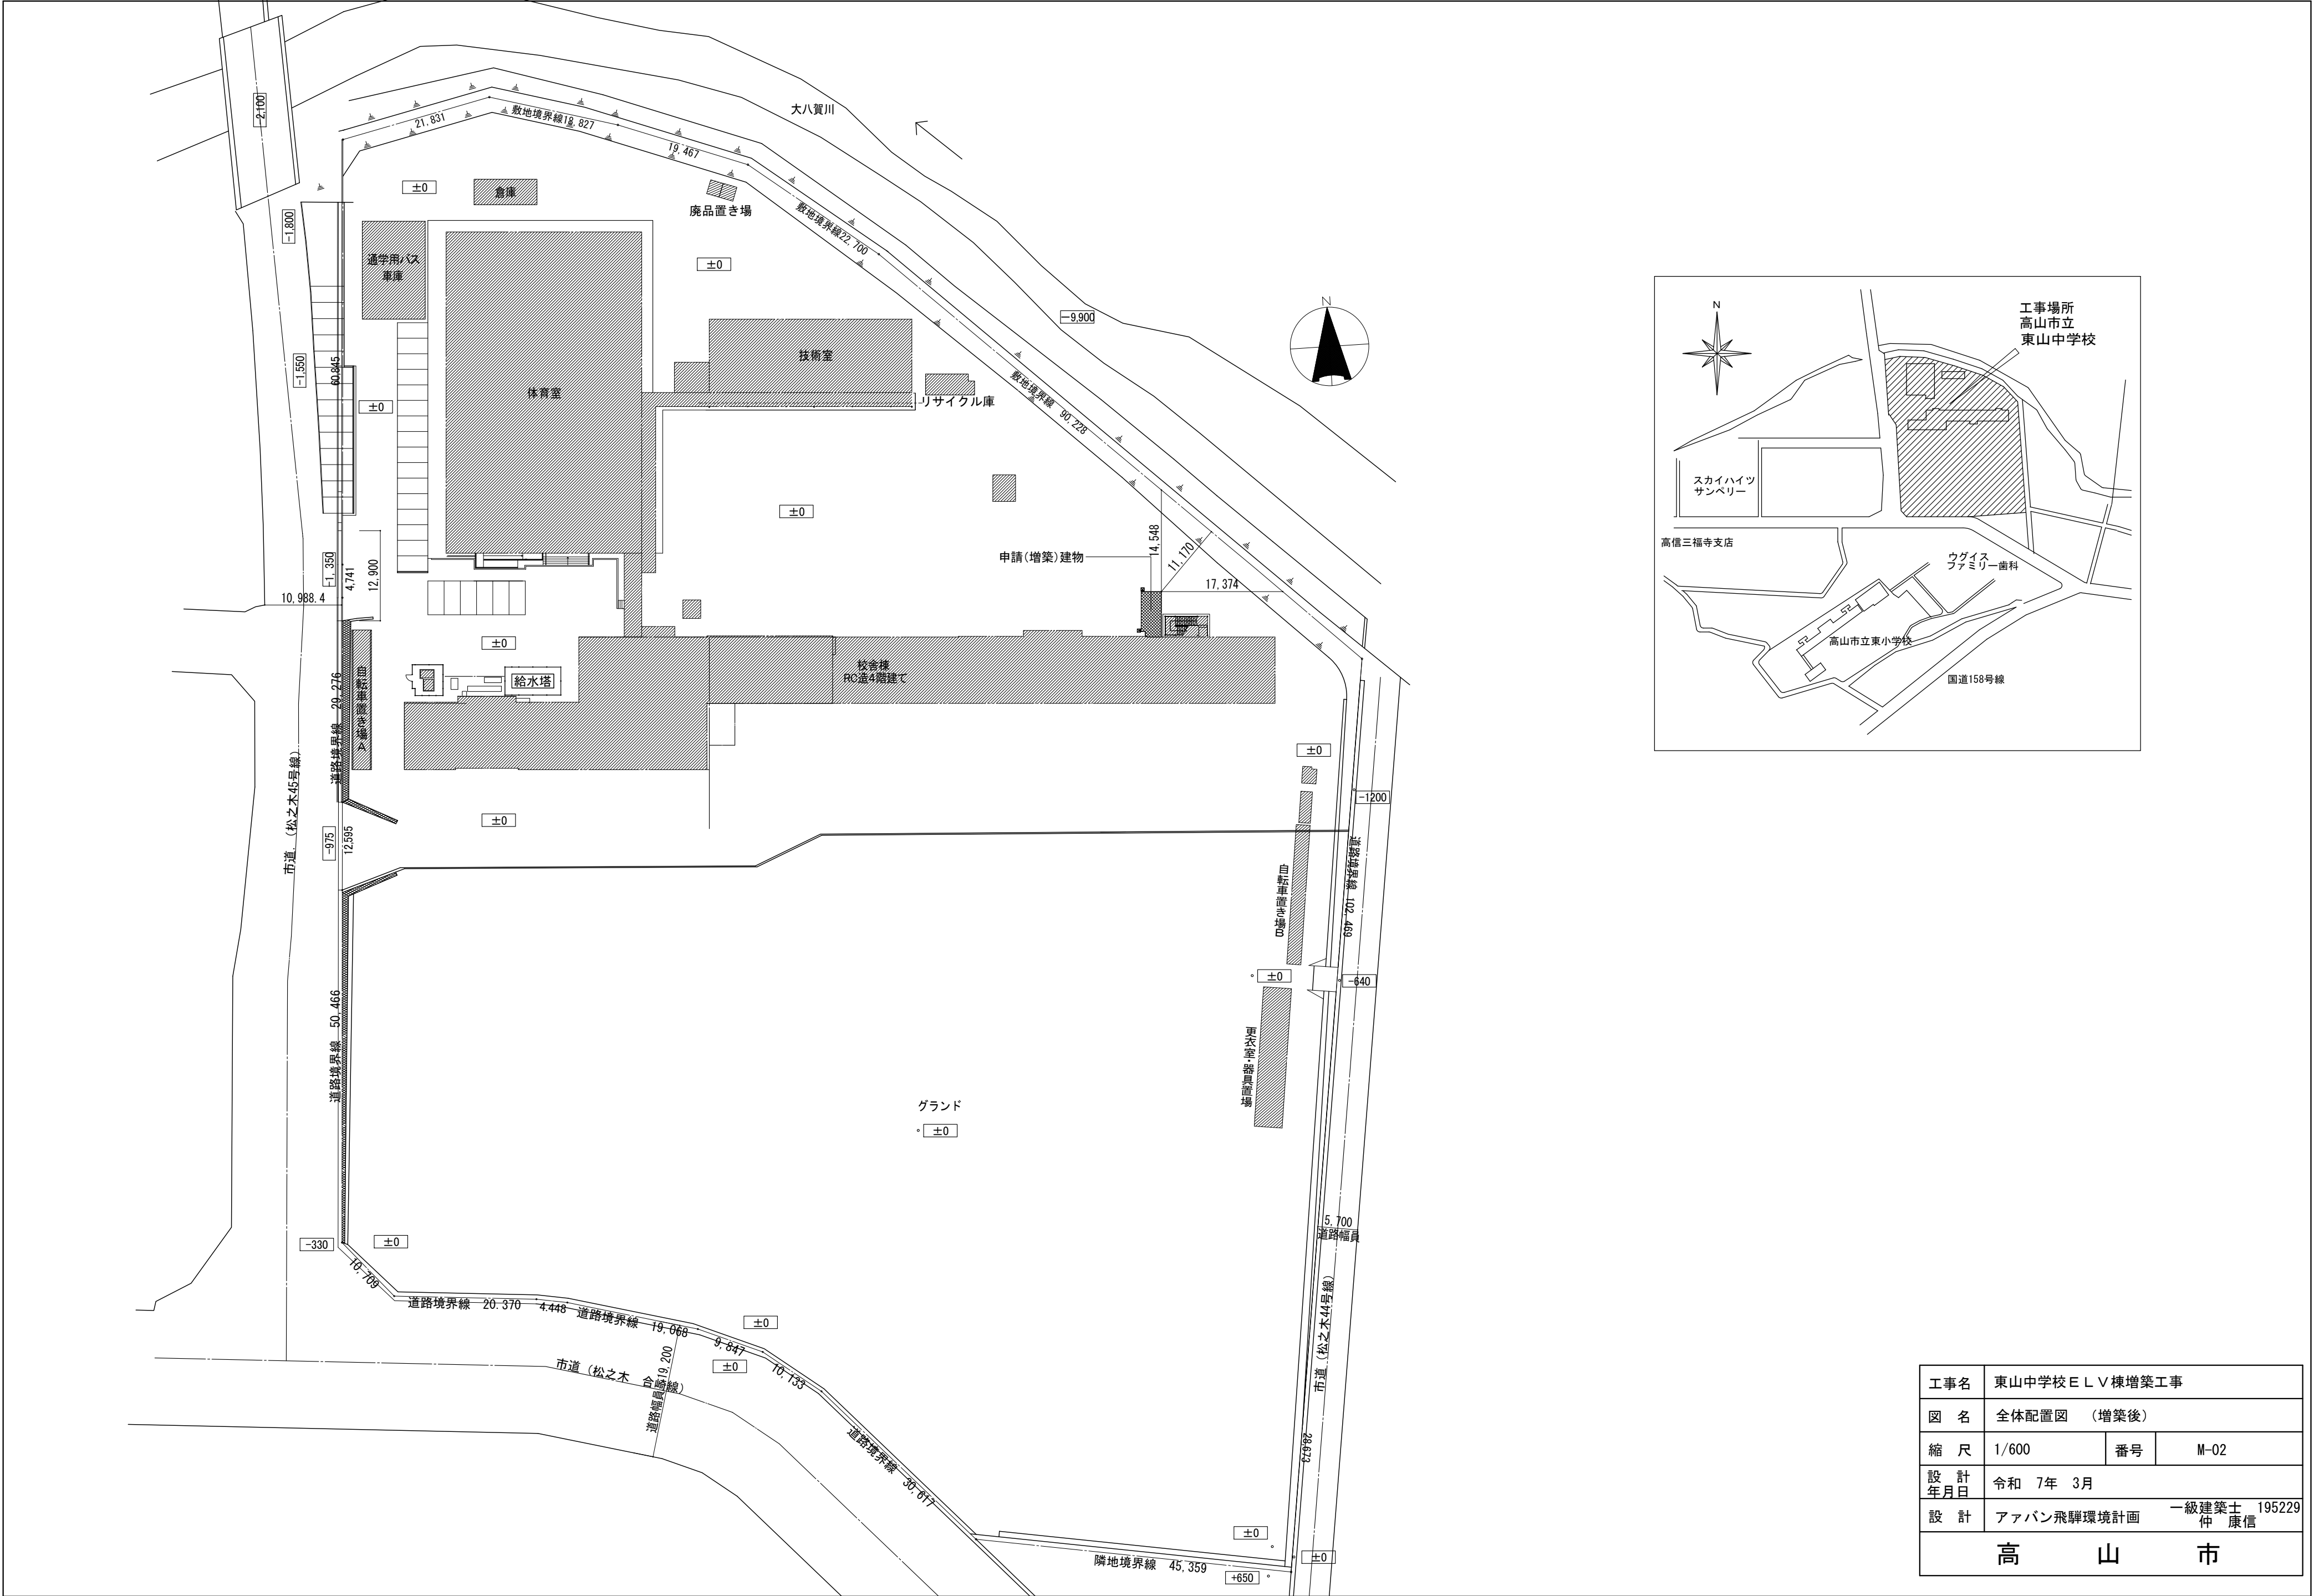 大八賀川
2,100
21.831
敷地境界線18,827
19,467
敷地境界線22,700
敷地境界線 90,228
-9,900
N
±0
倉庫
廃品置き場
-1,800
通学用バス
車庫
±0
体育室
技術室
リサイクル庫
-1,550
60.845
±0
±0
申請(増築)建物
14,548
11,170
17,374
-1,350
4,741
12,900
10,988.4
±0
給水塔
校舎棟
RC造4階建て
自転車置き場A
道路境界線 29,276
市道.(松之木45号線)
-975
12,595
±0
±0
-1200
道路境界線 102,469
自転車置き場B
±0
-640
更衣室・器具置場
グランド
±0
道路境界線 50,466
-330
±0
10,709
道路境界線 20.370
4.448
道路境界線 19,068
9,847
10,133
±0
±0
市道(松之木 合崎線)
道路幅員 19,200
道路境界線 30,617
5,700
道路幅員
市道.(松之木44号線)
28.673
±0
±0
隣地境界線 45,359
+650
N
工事場所
高山市立
東山中学校
スカイハイツ
サンベリー
高信三福寺支店
ウグイス
ファミリー歯科
高山市立東小学校
国道158号線
工事名 東山中学校ELV棟増築工事
図 名 全体配置図 (増築後)
縮 尺 1/600 番号 M-02
設 計
年月日 令和 7年 3月
設 計 アァバン飛騨環境計画 一級建築士 195229
仲 康信
高 山 市